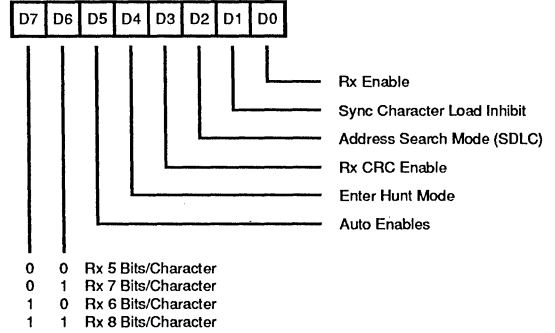 D7 D6 D5 D4 D3 D2 D1 D0
Rx Enable
Sync Character Load Inhibit
Address Search Mode (SDLC)
Rx CRC Enable
Enter Hunt Mode
Auto Enables
0 0 Rx 5 Bits/Character
0 1 Rx 7 Bits/Character
1 0 Rx 6 Bits/Character
1 1 Rx 8 Bits/Character